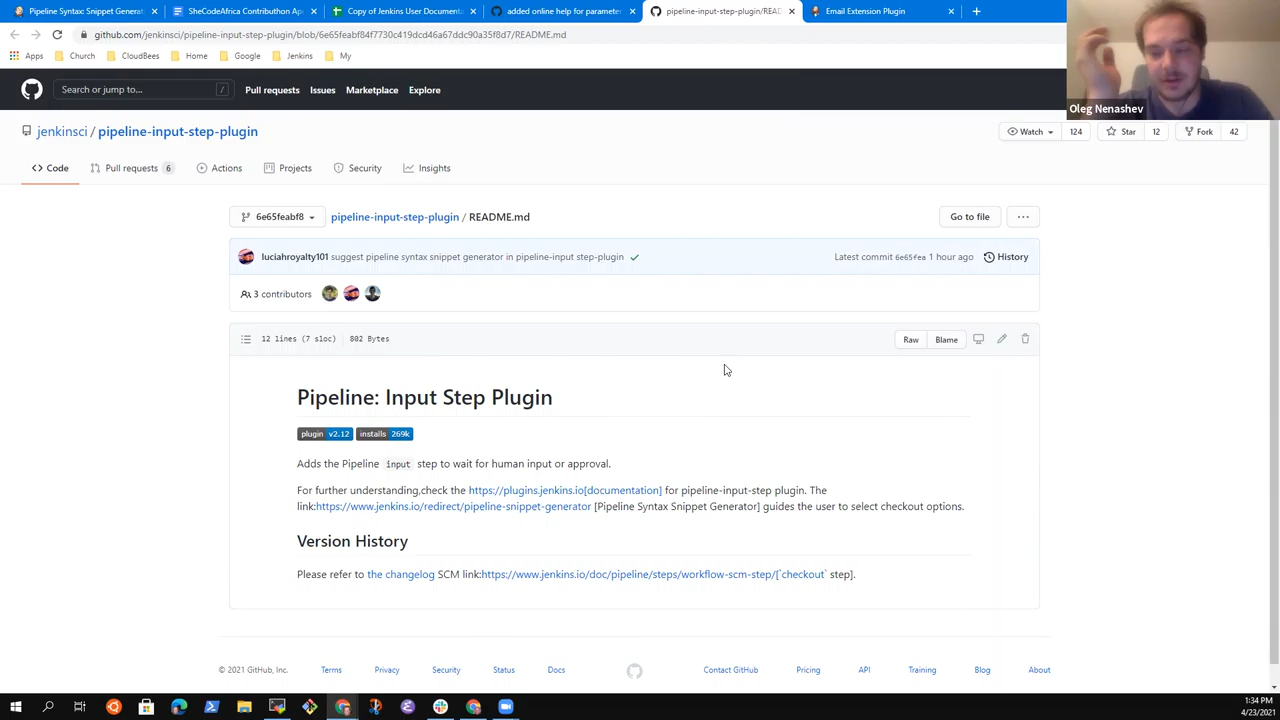 Pipeline Syntax Snippet Generat
SheCodeAfrica Contributhon Ap
Copy of Jenkins User Documenta
added online help for parameter
pipeline-input-step-plugin/READ
Email Extension Plugin
github.com/jenkinsci/pipeline-input-step-plugin/blob/6e65feabf84f7730c419dcd46a67ddc90a35f8d7/README.md
Apps Church CloudBees Home Google Jenkins My
Search or jump to... / Pull requests Issues Marketplace Explore
Oleg Nenashev
jenkinsci / pipeline-input-step-plugin
Watch 124 Star 12 Fork 42
Code Pull requests 6 Actions Projects Security Insights
6e65feabf8 pipeline-input-step-plugin / README.md Go to file ...
luciahroyalty101 suggest pipeline syntax snippet generator in pipeline-input step-plugin Latest commit 6e65fea 1 hour ago History
3 contributors
12 lines (7 sloc) 802 Bytes Raw Blame
Pipeline: Input Step Plugin
plugin v2.12 installs 269k
Adds the Pipeline input step to wait for human input or approval.
For further understanding,check the https://plugins.jenkins.io[documentation] for pipeline-input-step plugin. The
link:https://www.jenkins.io/redirect/pipeline-snippet-generator [Pipeline Syntax Snippet Generator] guides the user to select checkout options.
Version History
Please refer to the changelog SCM link:https://www.jenkins.io/doc/pipeline/steps/workflow-scm-step/[`checkout` step].
© 2021 GitHub, Inc. Terms Privacy Security Status Docs Contact GitHub Pricing API Training Blog About
1:34 PM
4/23/2021